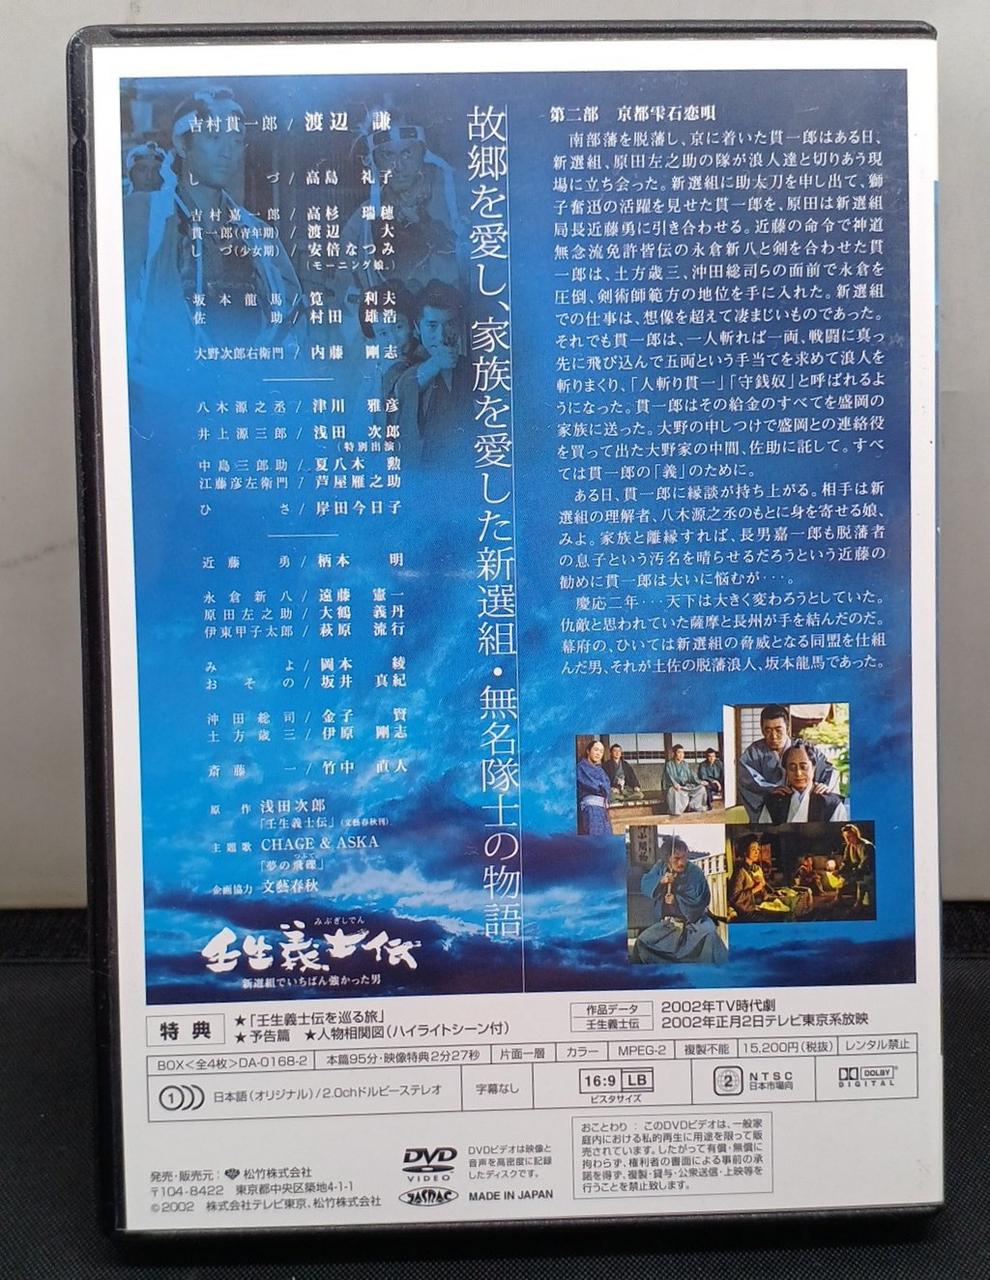 吉村貫一郎 / 渡辺 謙
しづ / 高島 礼子
吉村嘉一郎 / 高杉 瑞穂
貫一郎(青年期) / 渡辺 大
しづ(少女期) / 安倍なつみ
(モーニング娘。)
坂本龍馬 / 筧 利夫
佐助 / 村田 雄浩
大野次郎右衛門 / 内藤 剛志
八木源之丞 / 津川 雅彦
井上源三郎 / 浅田 次郎
(特別出演)
中島三郎助 / 夏八木 勲
江藤彦左衛門 / 芦屋雁之助
ひさ / 岸田今日子
近藤勇 / 柄本 明
永倉新八 / 遠藤 憲一
原田左之助 / 大鶴 義丹
伊東甲子太郎 / 萩原 流行
みよ / 岡本 綾
おその / 坂井 真紀
沖田総司 / 金子 賢
土方歳三 / 伊原 剛志
斎藤一 / 竹中 直人
原作 浅田次郎
「壬生義士伝」(文藝春秋刊)
主題歌 CHAGE & ASKA
「夢の飛礫」
つぶて
企画協力 文藝春秋
みぶぎしでん
壬生義士伝
新選組でいちばん強かった男
故郷を愛し、家族を愛した新選組・無名隊士の物語
第二部 京都雫石恋唄
南部藩を脱藩し、京に着いた貫一郎はある日、
新選組、原田左之助の隊が浪人達と切りあう現
場に立ち会った。新選組に助太刀を申し出て、獅
子奮迅の活躍を見せた貫一郎を、原田は新選組
局長近藤勇に引き合わせる。近藤の命令で神道
無念流免許皆伝の永倉新八と剣を合わせた貫
一郎は、土方歳三、沖田総司らの面前で永倉を
圧倒、剣術師範方の地位を手に入れた。新選組
での仕事は、想像を超えて凄まじいものであった。
それでも貫一郎は、一人斬れば一両、戦闘に真っ
先に飛び込んで五両という手当てを求めて浪人を
斬りまくり、「人斬り貫一」「守銭奴」と呼ばれるよ
うになった。貫一郎はその給金のすべてを盛岡の
家族に送った。大野の申しつけで盛岡との連絡役
を買って出た大野家の中間、佐助に託して。すべ
ては貫一郎の「義」のために。
ある日、貫一郎に縁談が持ち上がる。相手は新
選組の理解者、八木源之丞のもとに身を寄せる娘、
みよ。家族と離縁すれば、長男嘉一郎も脱藩者
の息子という汚名を晴らせるだろうという近藤の
勧めに貫一郎は大いに悩むが・・・。
慶応二年・・・天下は大きく変わろうとしていた。
仇敵と思われていた薩摩と長州が手を結んだのだ。
幕府の、ひいては新選組の脅威となる同盟を仕組
んだ男、それが土佐の脱藩浪人、坂本龍馬であった。
特典
★「壬生義士伝を巡る旅」
★予告篇 ★人物相関図(ハイライトシーン付)
作品データ
壬生義士伝
2002年TV時代劇
2002年正月2日テレビ東京系放映
BOX<全4枚>DA-0168-2 本篇95分・映像特典2分27秒 片面一層 カラー MPEG-2 複製不能 15,200円(税抜) レンタル禁止
1 日本語(オリジナル)/2.0chドルビーステレオ 字幕なし
16:9 LB
ビスタサイズ
2 NTSC
日本市場向
DOLBY
DIGITAL
発売・販売元: 松竹株式会社
〒104-8422 東京都中央区築地4-1-1
©2002 株式会社テレビ東京、松竹株式会社
DVD
VIDEO
DVDビデオは映像と
音声を高密度に記録
したディスクです。
JASRAC
MADE IN JAPAN
おことわり:このDVDビデオは、一般家
庭内における私的再生に用途を限って販
売されています。したがって有償・無償に
拘わらず、権利者の書面による事前の承
諾を得ず、複製・貸与・公衆送信・上映等を
行うことを禁止致します。